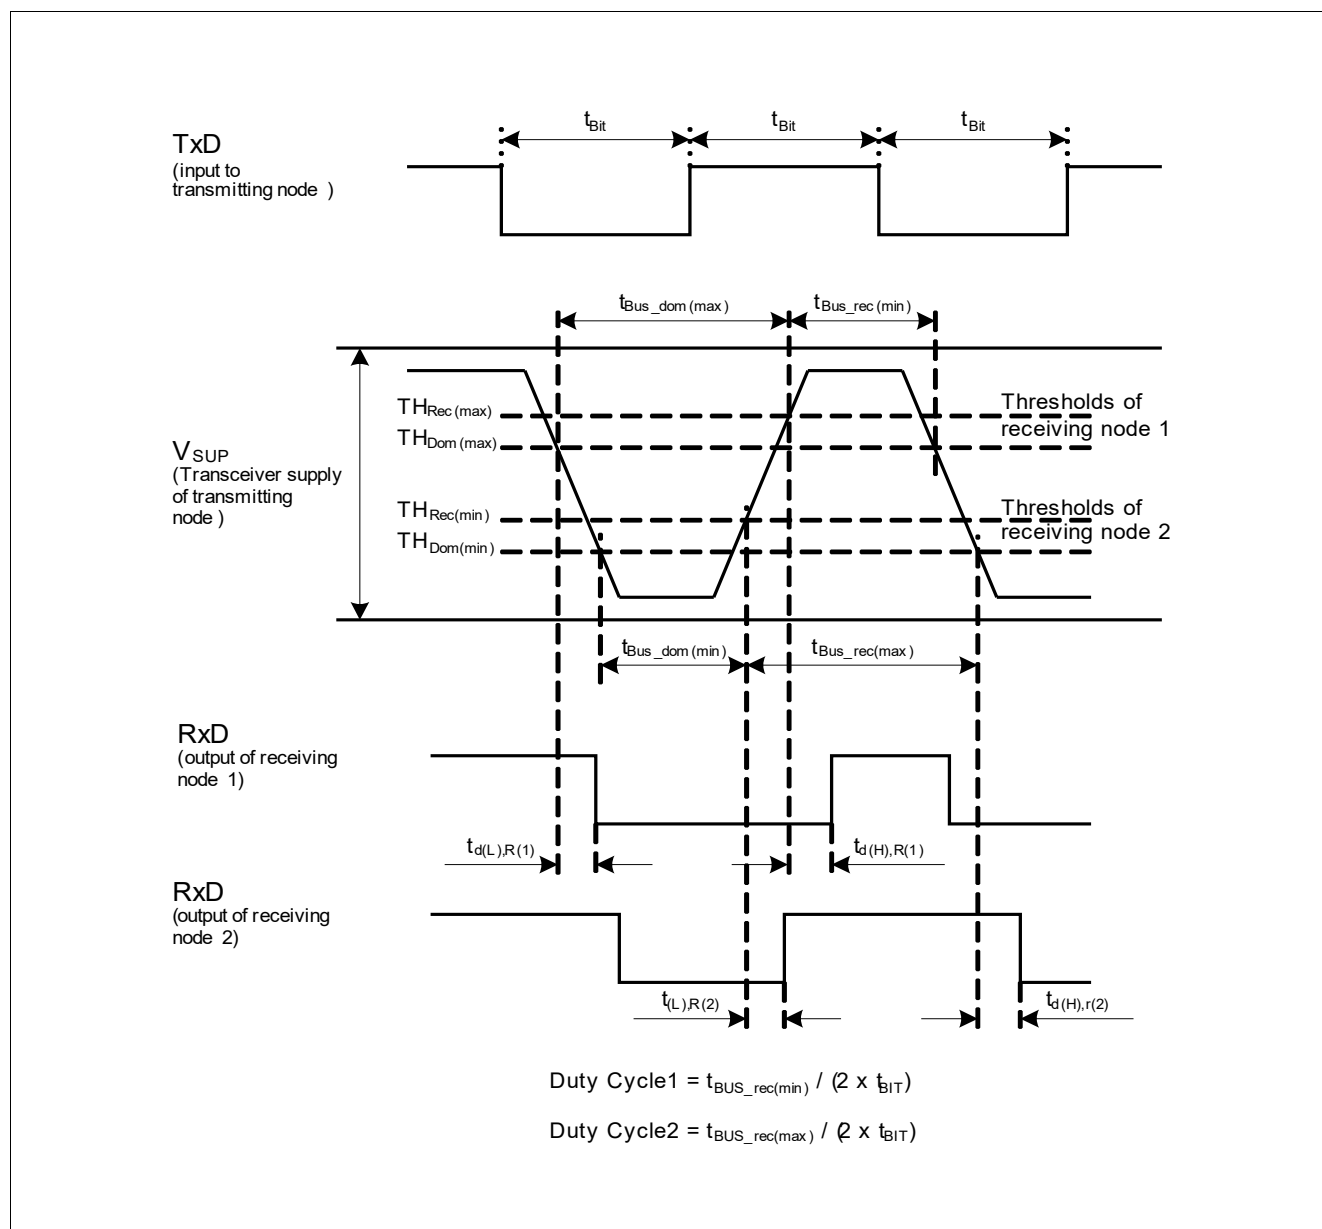 tBit tBit tBit
TxD
(input to
transmitting node )
tBus_dom(max) tBus_rec(min)
THRec(max)
THDom(max)
Thresholds of
receiving node 1
VSUP
(Transceiver supply
of transmitting
node)
THRec(min)
THDom(min)
Thresholds of
receiving node 2
tBus_dom(min) tBus_rec(max)
RxD
(output of receiving
node 1)
td(L),R(1) td(H),R(1)
RxD
(output of receiving
node 2)
t(L),R(2) td(H),r(2)
Duty Cycle1 = tBUS_rec(min) / (2 x tBIT)
Duty Cycle2 = tBUS_rec(max) / (2 x tBIT)